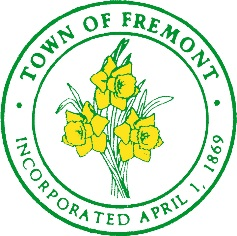 TOWN OF FREMONT
INCORPORATED APRIL 1, 1869